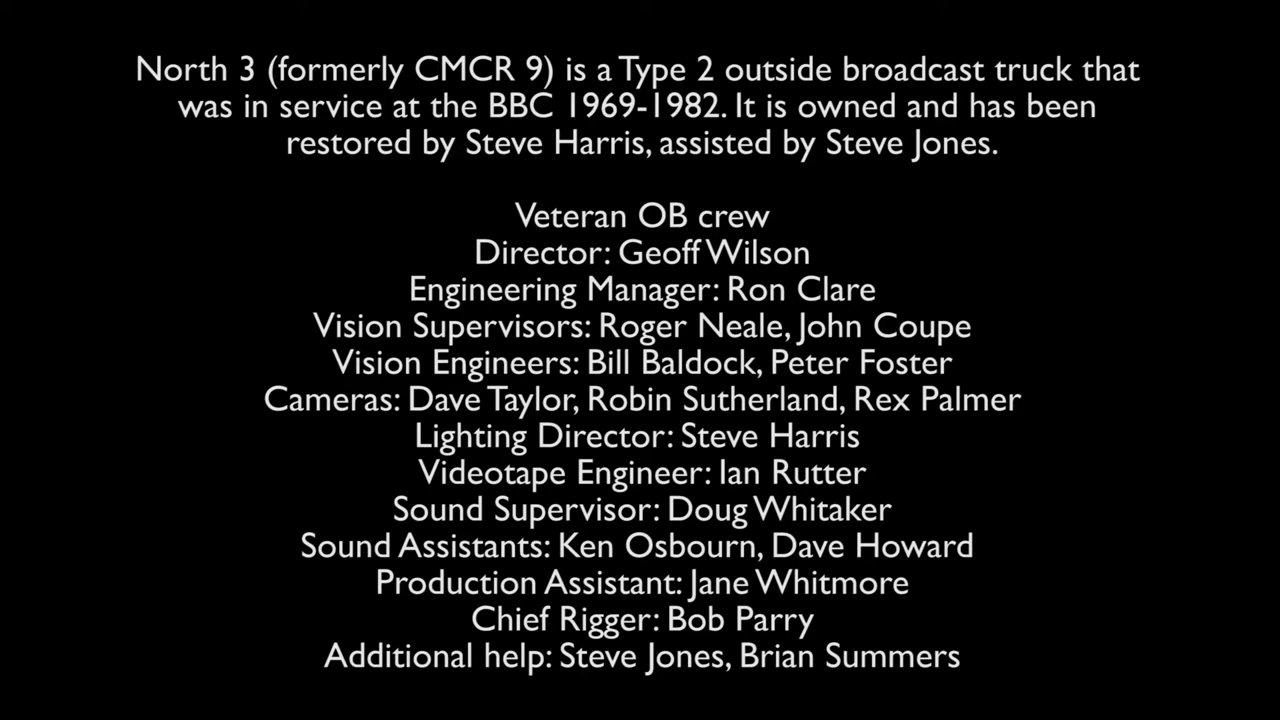 North 3 (formerly CMCR 9) is a Type 2 outside broadcast truck that
was in service at the BBC 1969-1982. It is owned and has been
restored by Steve Harris, assisted by Steve Jones.
Veteran OB crew
Director: Geoff Wilson
Engineering Manager: Ron Clare
Vision Supervisors: Roger Neale, John Coupe
Vision Engineers: Bill Baldock, Peter Foster
Cameras: Dave Taylor, Robin Sutherland, Rex Palmer
Lighting Director: Steve Harris
Videotape Engineer: Ian Rutter
Sound Supervisor: Doug Whitaker
Sound Assistants: Ken Osbourn, Dave Howard
Production Assistant: Jane Whitmore
Chief Rigger: Bob Parry
Additional help: Steve Jones, Brian Summers